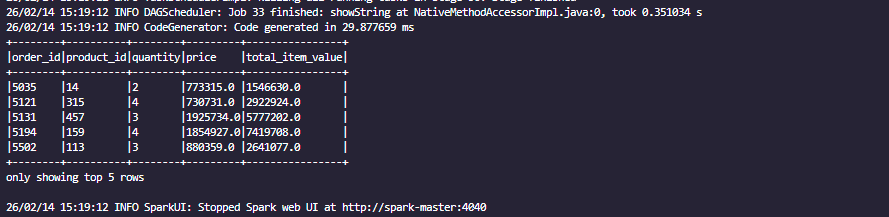 26/02/14 15:19:12 INFO DAGScheduler: Job 33 finished: showString at NativeMethodAccessorImpl.java:0, took 0.351034 s
26/02/14 15:19:12 INFO CodeGenerator: Code generated in 29.877659 ms
+--------+----------+--------+---------+----------------+
|order_id|product_id|quantity|price    |total_item_value|
+--------+----------+--------+---------+----------------+
|5035    |14        |2       |773315.0 |1546630.0       |
|5121    |315       |4       |730731.0 |2922924.0       |
|5131    |457       |3       |1925734.0|5777202.0       |
|5194    |159       |4       |1854927.0|7419708.0       |
|5502    |113       |3       |880359.0 |2641077.0       |
+--------+----------+--------+---------+----------------+
only showing top 5 rows
26/02/14 15:19:12 INFO SparkUI: Stopped Spark web UI at http://spark-master:4040